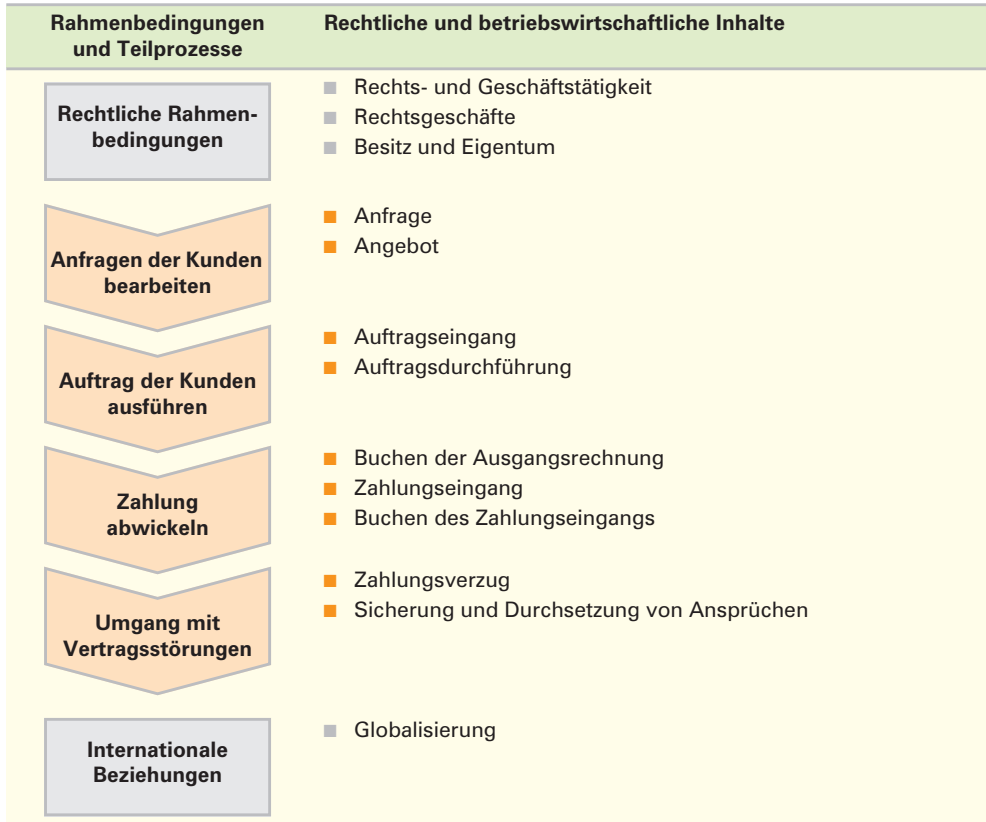 Rahmenbedingungen
und Teilprozesse
Rechtliche und betriebswirtschaftliche Inhalte
Rechtliche Rahmen-
bedingungen
Rechts- und Geschäftstätigkeit
Rechtsgeschäfte
Besitz und Eigentum
Anfragen der Kunden
bearbeiten
Anfrage
Angebot
Auftrag der Kunden
ausführen
Auftragseingang
Auftragsdurchführung
Zahlung
abwickeln
Buchen der Ausgangsrechnung
Zahlungseingang
Buchen des Zahlungseingangs
Umgang mit
Vertragsstörungen
Zahlungsverzug
Sicherung und Durchsetzung von Ansprüchen
Internationale
Beziehungen
Globalisierung